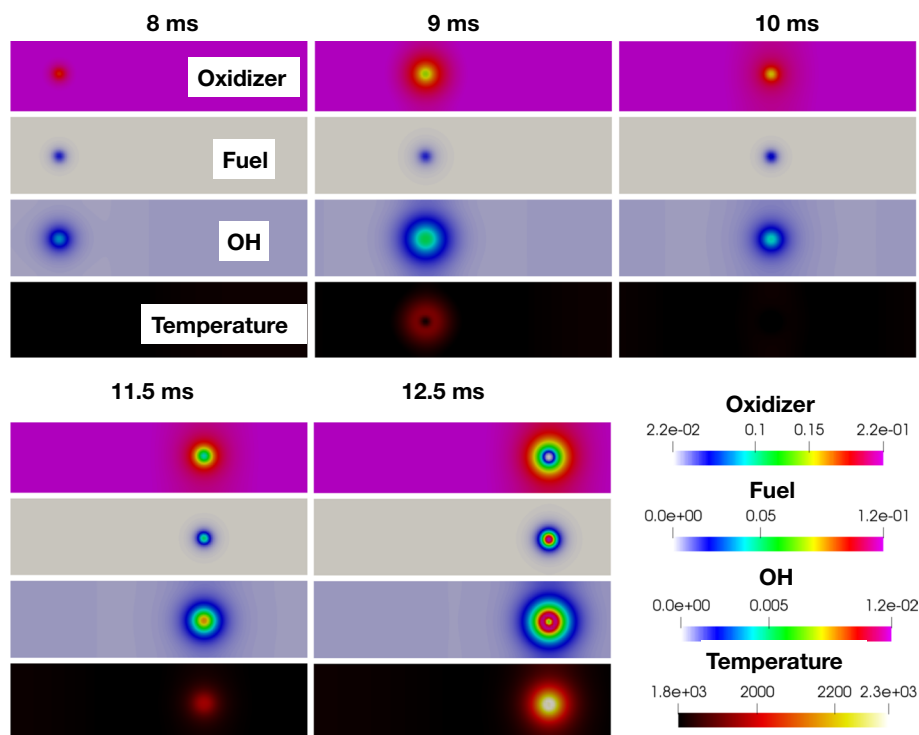 8 ms
9 ms
10 ms
Oxidizer
Fuel
OH
Temperature
11.5 ms
12.5 ms
Oxidizer
2.2e-02 0.1 0.15 2.2e-01
Fuel
0.0e+00 0.05 1.2e-01
OH
0.0e+00 0.005 1.2e-02
Temperature
1.8e+03 2000 2200 2.3e+03